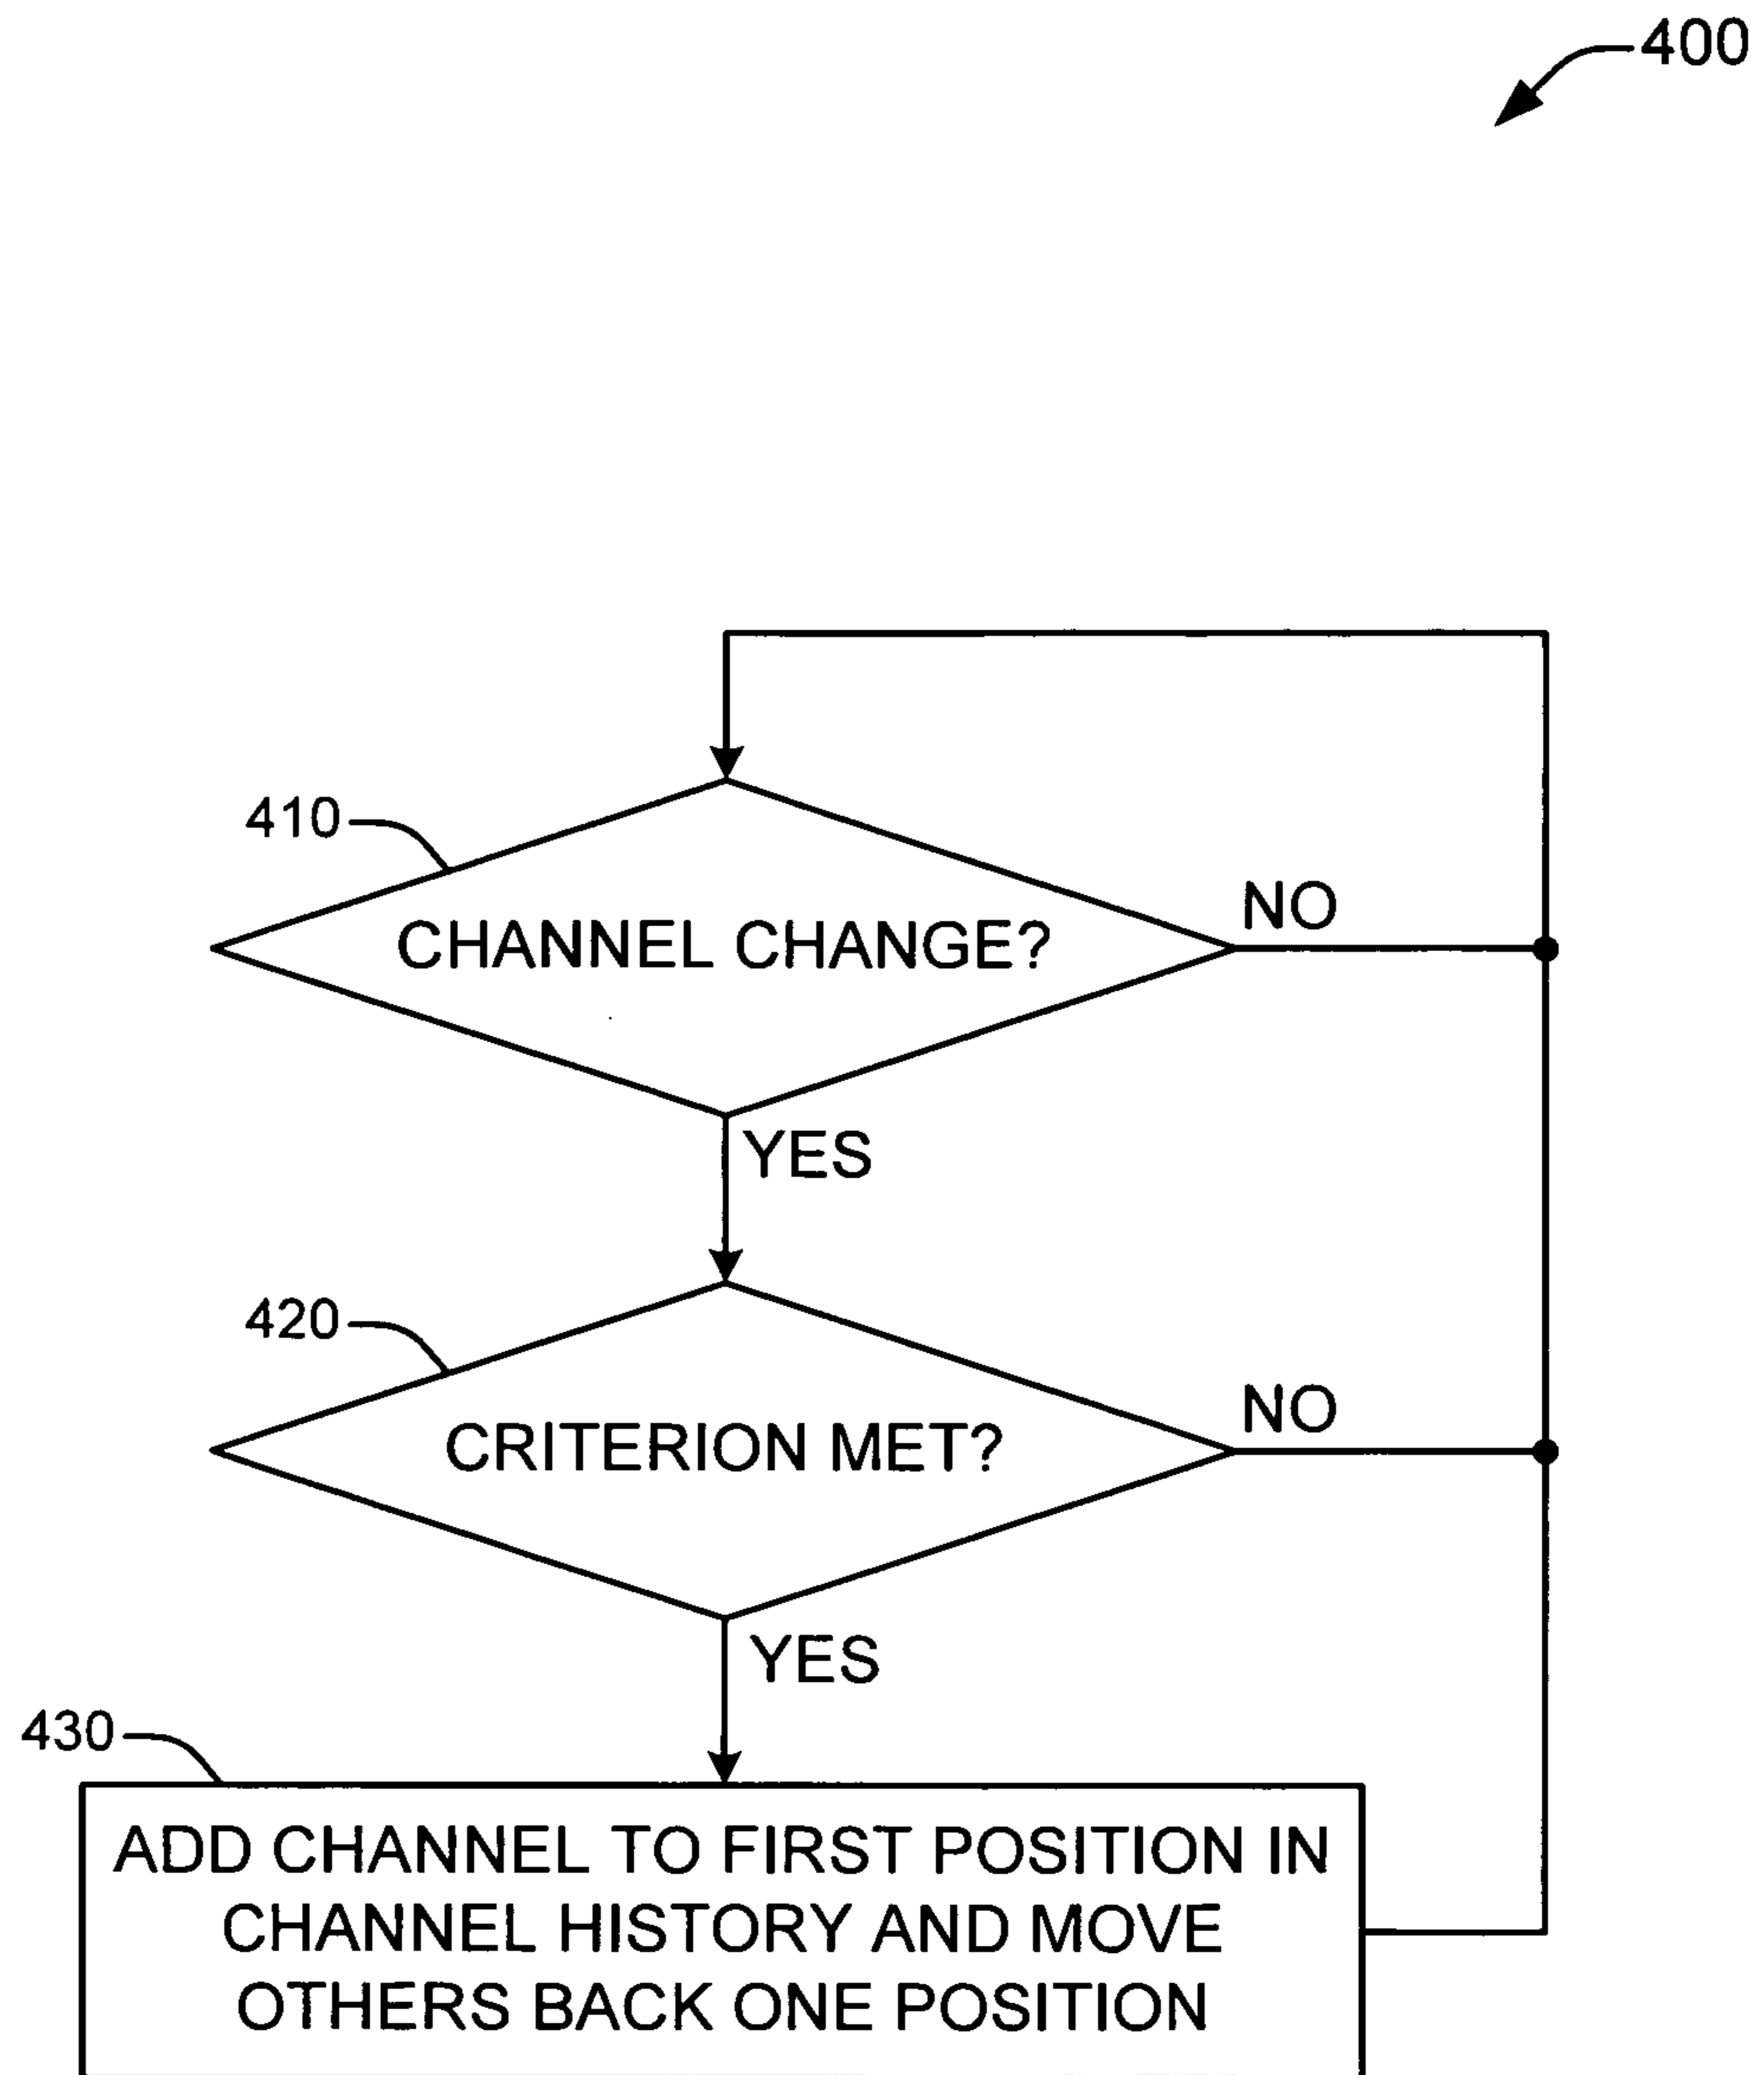 400
410
CHANNEL CHANGE?
NO
YES
420
CRITERION MET?
NO
YES
430
ADD CHANNEL TO FIRST POSITION IN
CHANNEL HISTORY AND MOVE
OTHERS BACK ONE POSITION